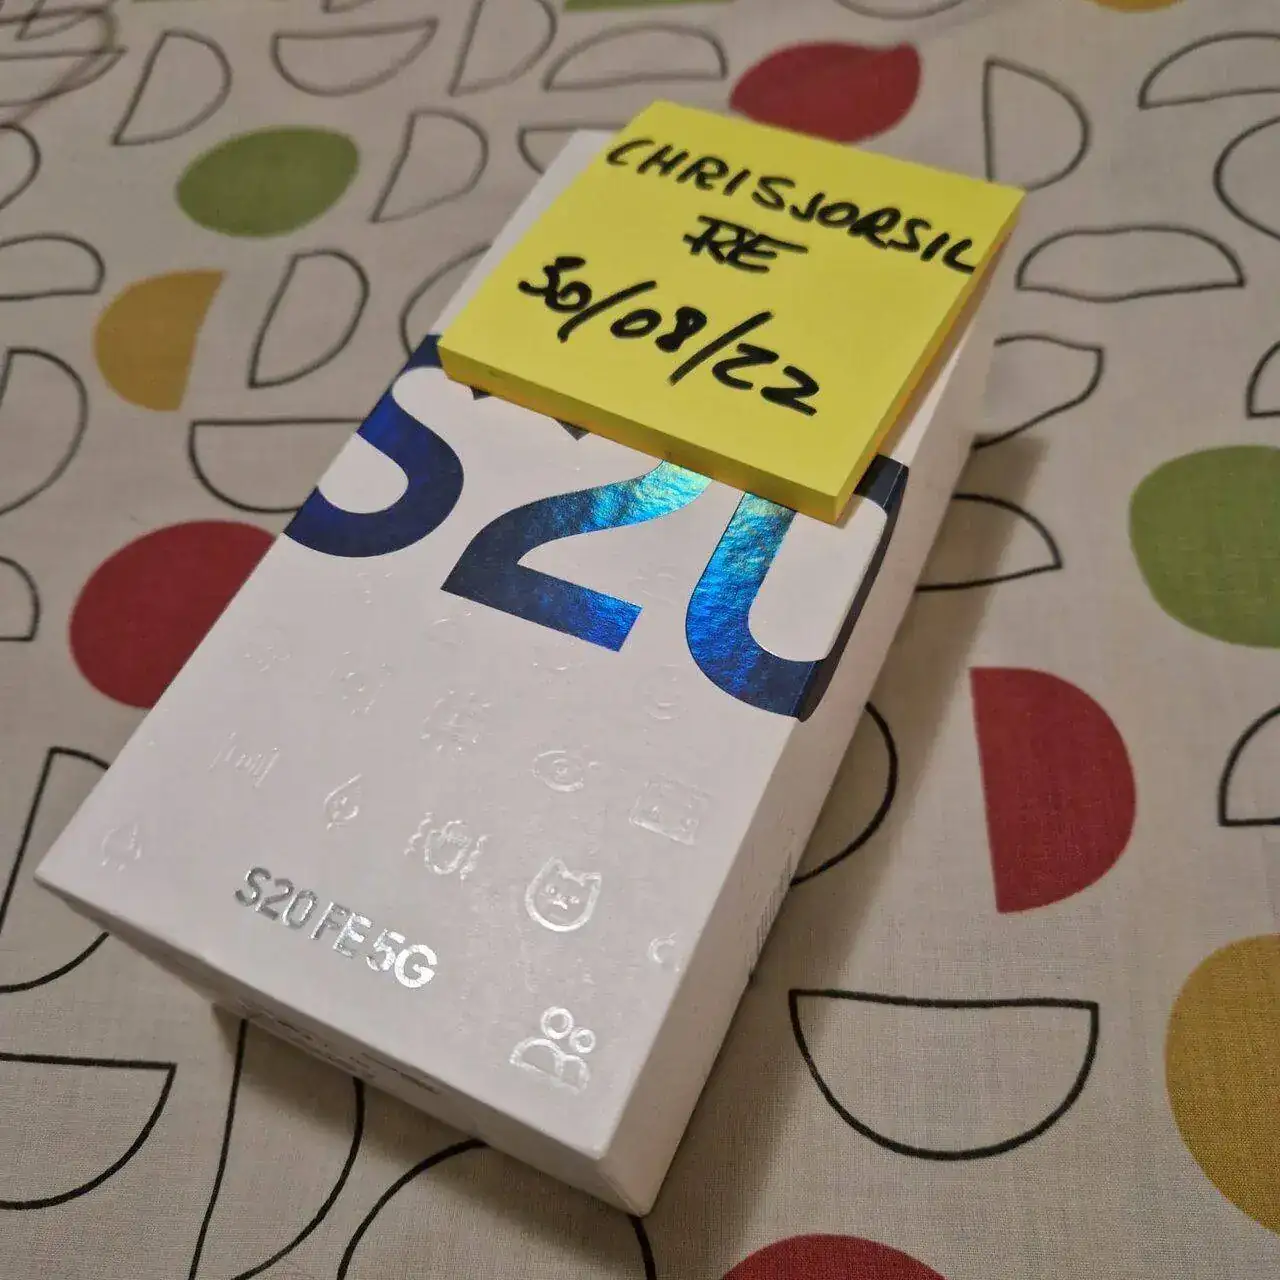 CHRISJORSIL
RE
30/08/22
S20
S20 FE 5G